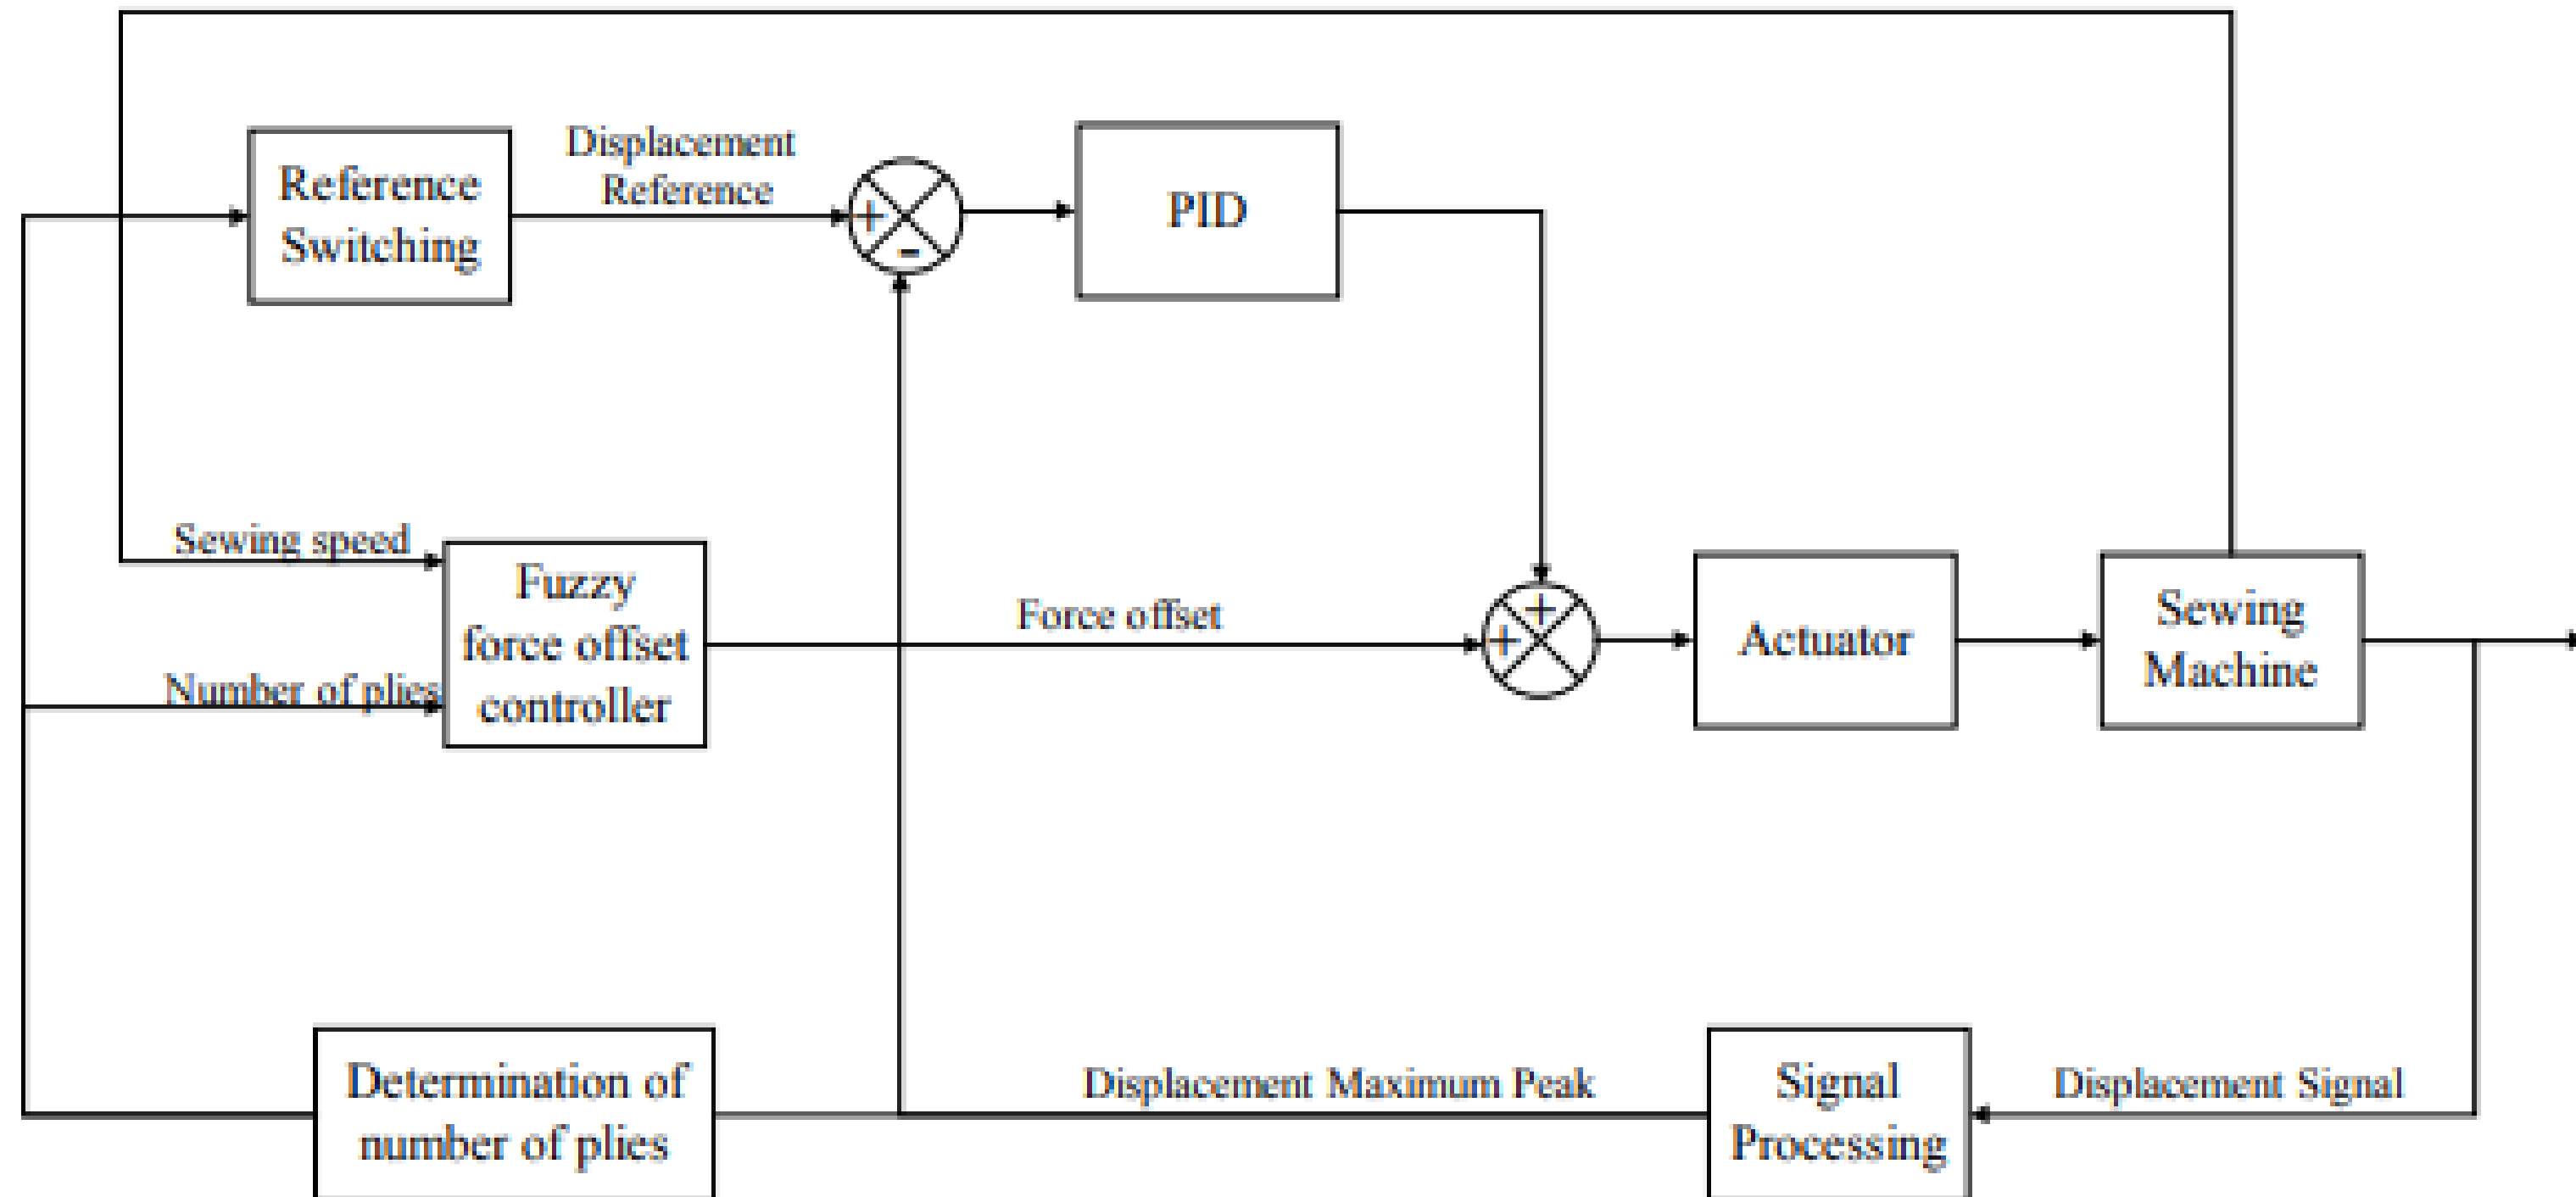 Displacement
Reference
Reference
Switching
+
-
PID
Sewing speed
Fuzzy
force offset
controller
Number of plies
Force offset
+
+
Actuator
Sewing
Machine
Determination of
number of plies
Displacement Maximum Peak
Signal
Processing
Displacement Signal